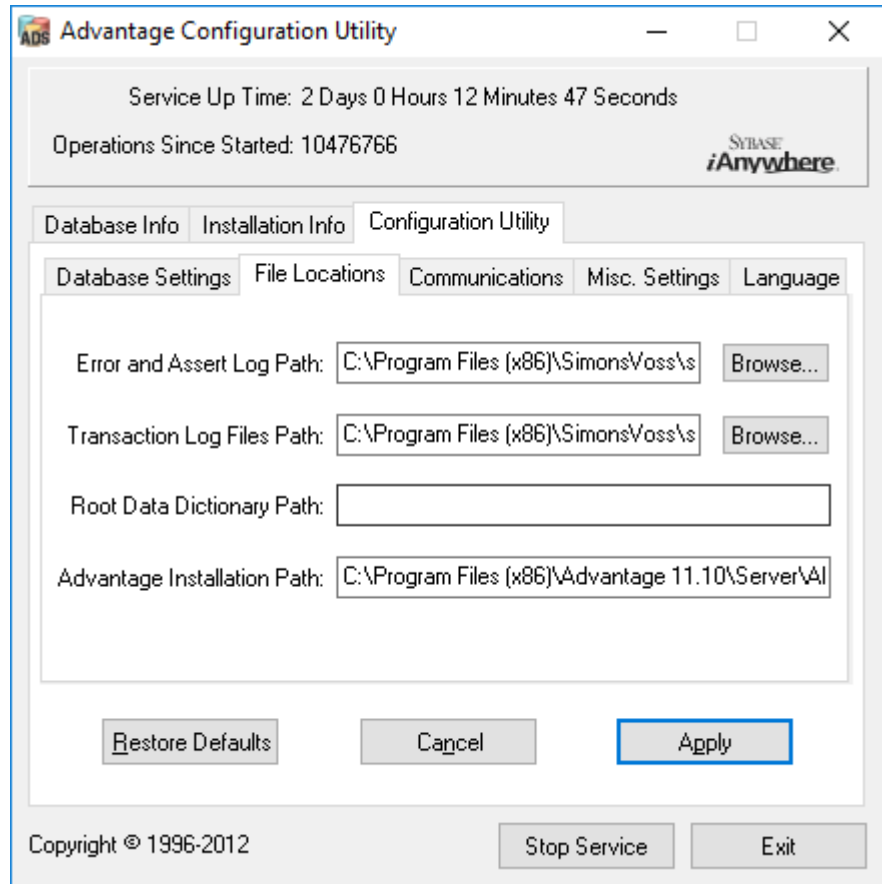 ADS Advantage Configuration Utility
Service Up Time: 2 Days 0 Hours 12 Minutes 47 Seconds
Operations Since Started: 10476766
SYBASE
iAnywhere.
Database Info Installation Info Configuration Utility
Database Settings File Locations Communications Misc. Settings Language
Error and Assert Log Path: C:\Program Files (x86)\SimonsVoss\s Browse...
Transaction Log Files Path: C:\Program Files (x86)\SimonsVoss\s Browse...
Root Data Dictionary Path:
Advantage Installation Path: C:\Program Files (x86)\Advantage 11.10\Server\Al
Restore Defaults Cancel Apply
Copyright © 1996-2012 Stop Service Exit